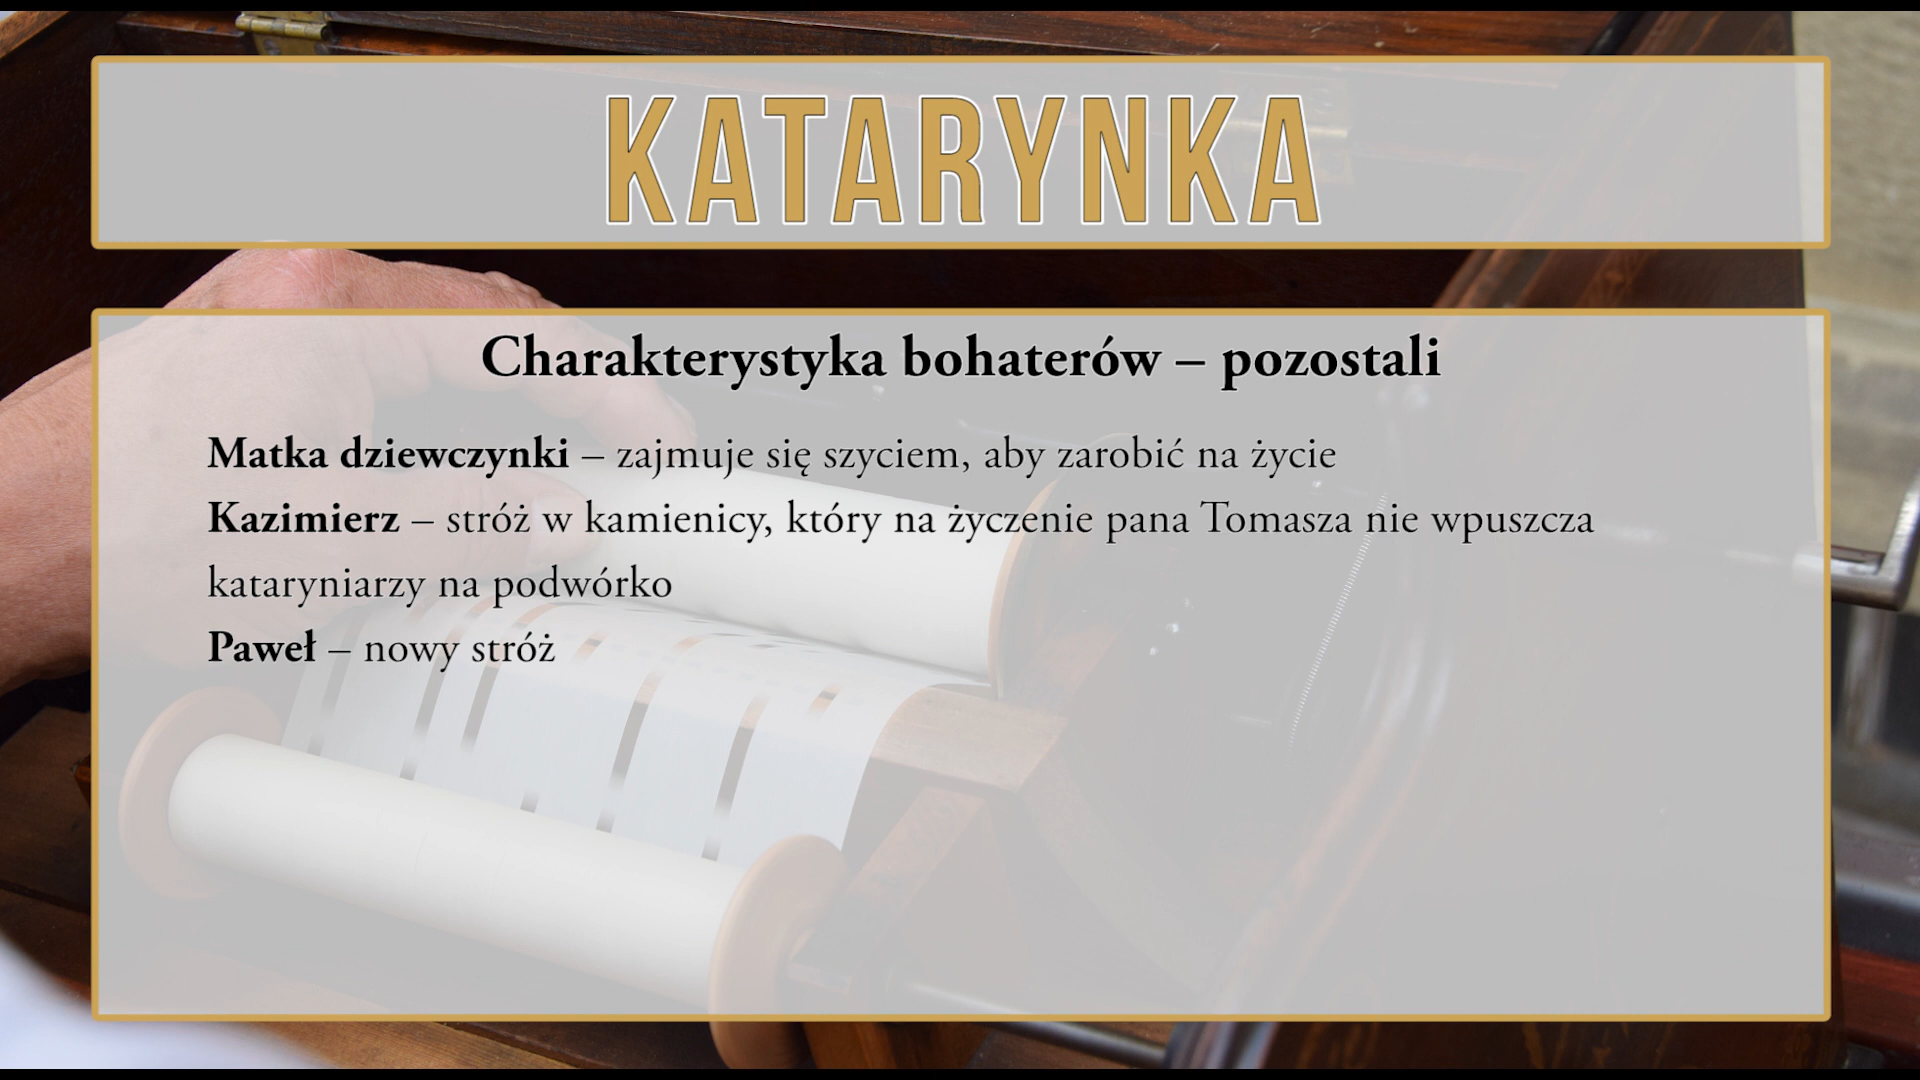 KATARYNKA
Charakterystyka bohaterów – pozostali
Matka dziewczynki – zajmuje się szyciem, aby zarobić na życie
Kazimierz – stróż w kamienicy, który na życzenie pana Tomasza nie wpuszcza
kataryniarzy na podwórko
Paweł – nowy stróż